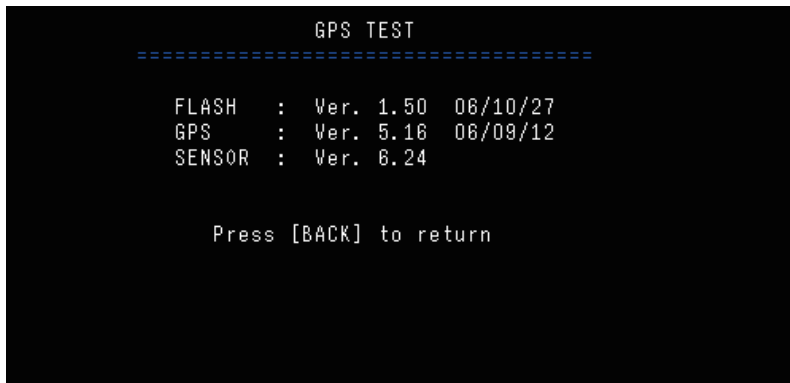 GPS TEST
====================================
FLASH : Ver. 1.50 06/10/27
GPS : Ver. 5.16 06/09/12
SENSOR : Ver. 6.24
Press [BACK] to return